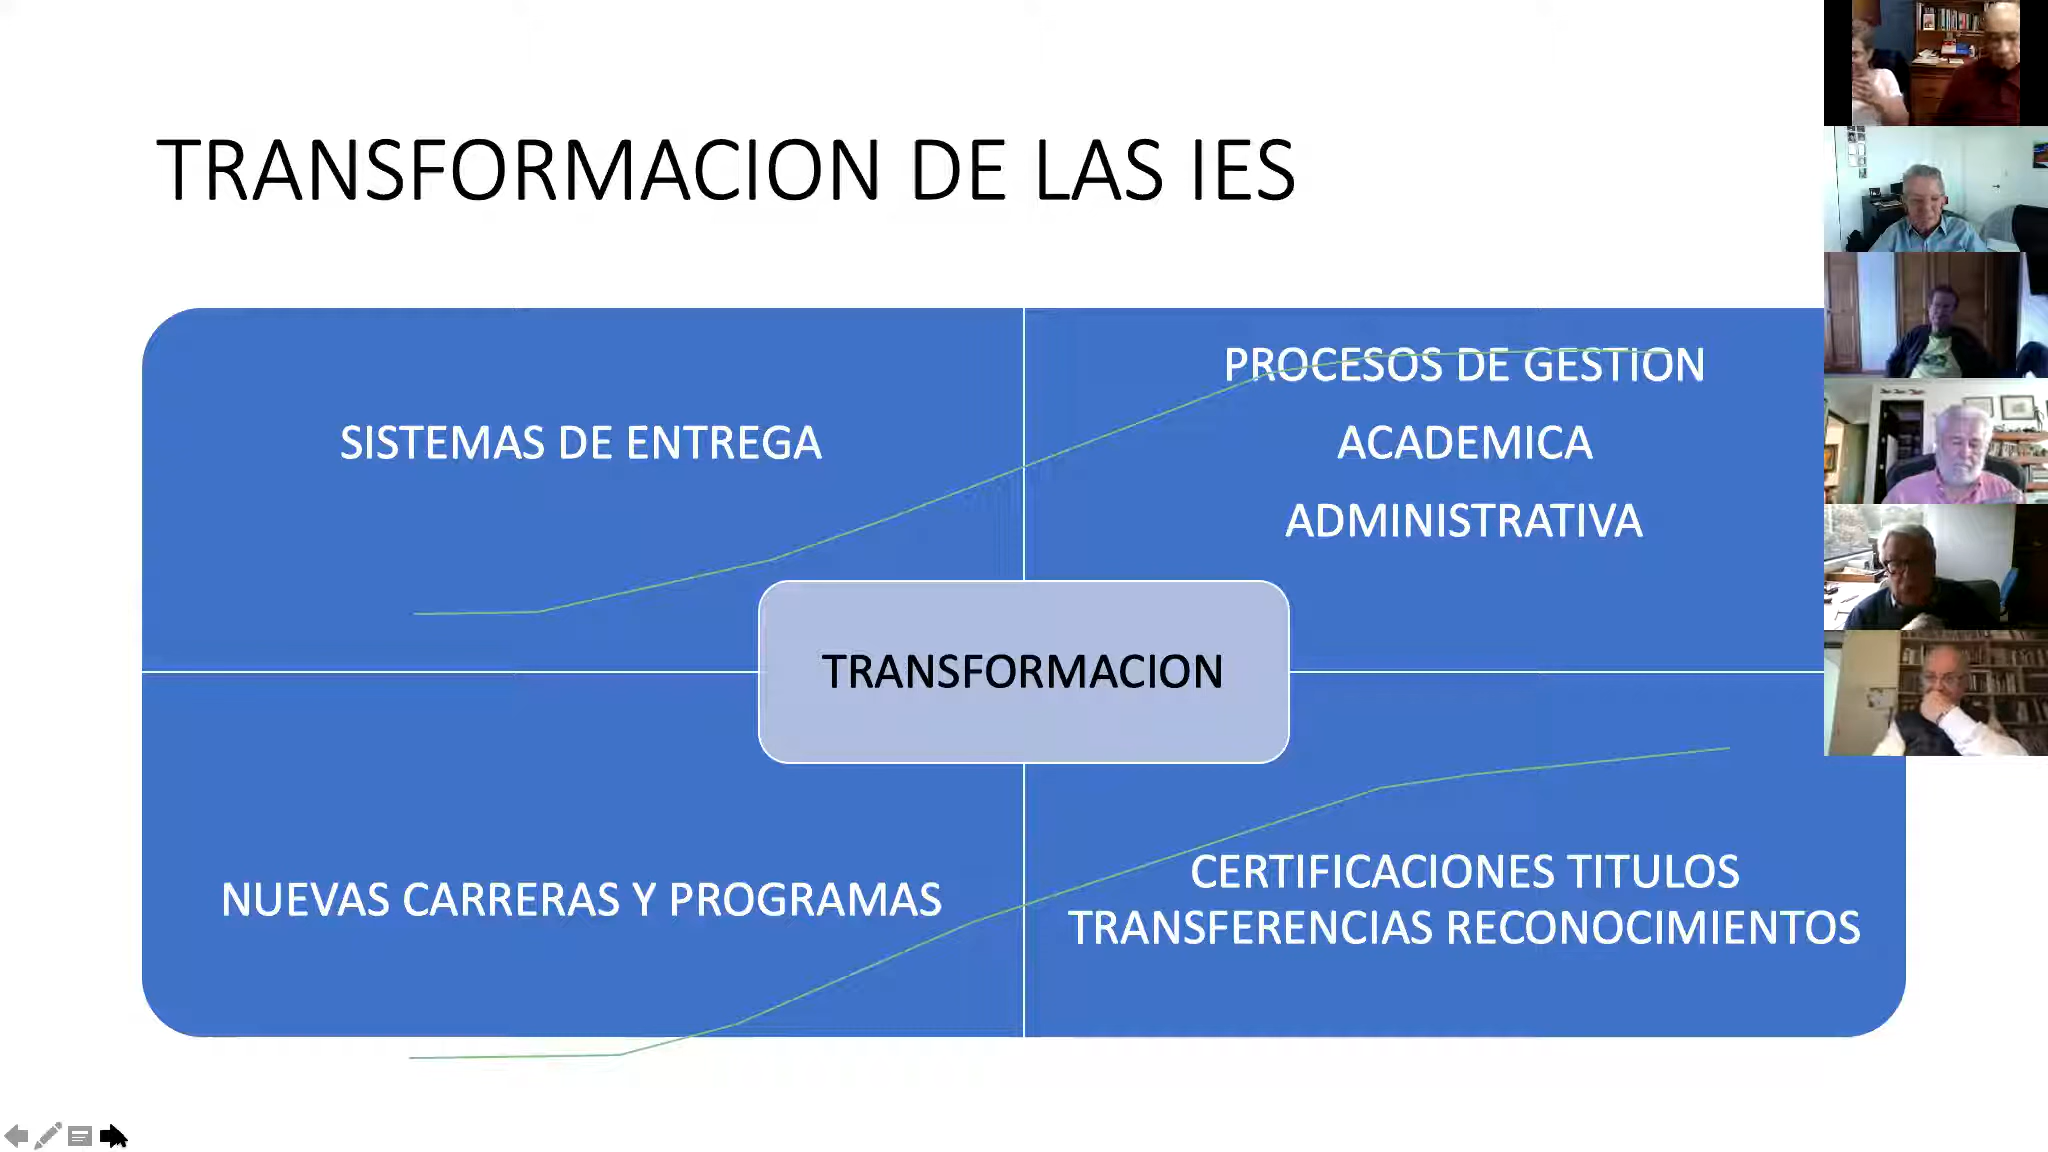 TRANSFORMACION DE LAS IES
SISTEMAS DE ENTREGA
PROCESOS DE GESTION
ACADEMICA
ADMINISTRATIVA
TRANSFORMACION
NUEVAS CARRERAS Y PROGRAMAS
CERTIFICACIONES TITULOS
TRANSFERENCIAS RECONOCIMIENTOS